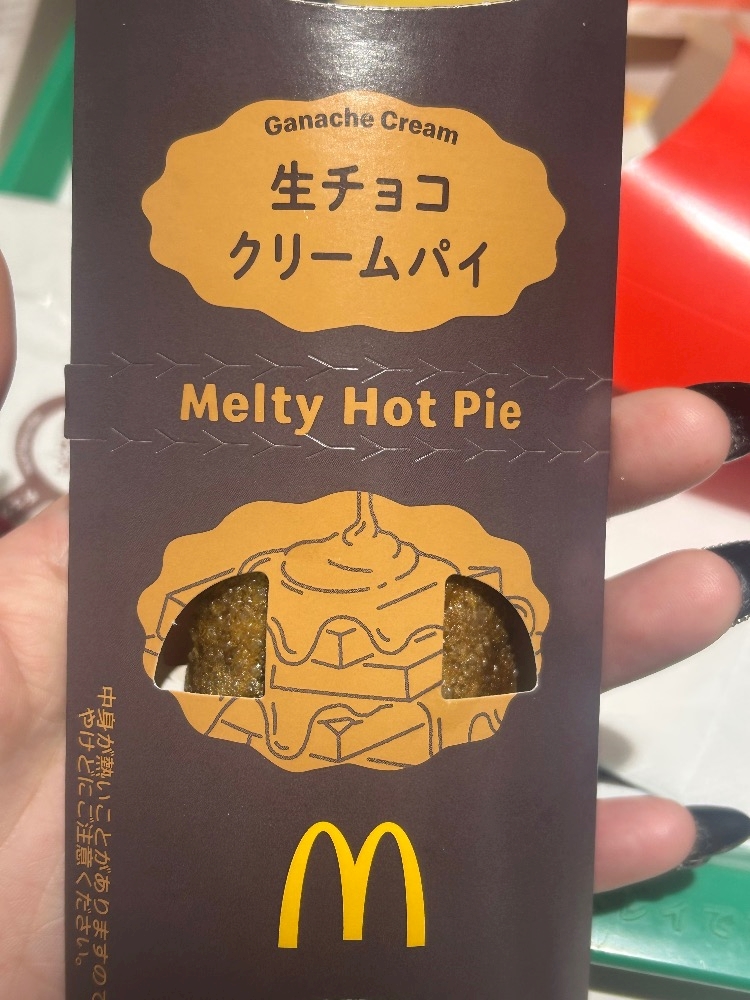 Ganache Cream
生チョコ
クリームパイ
Melty Hot Pie
中身が熱いことがありますので
やけどにご注意ください。